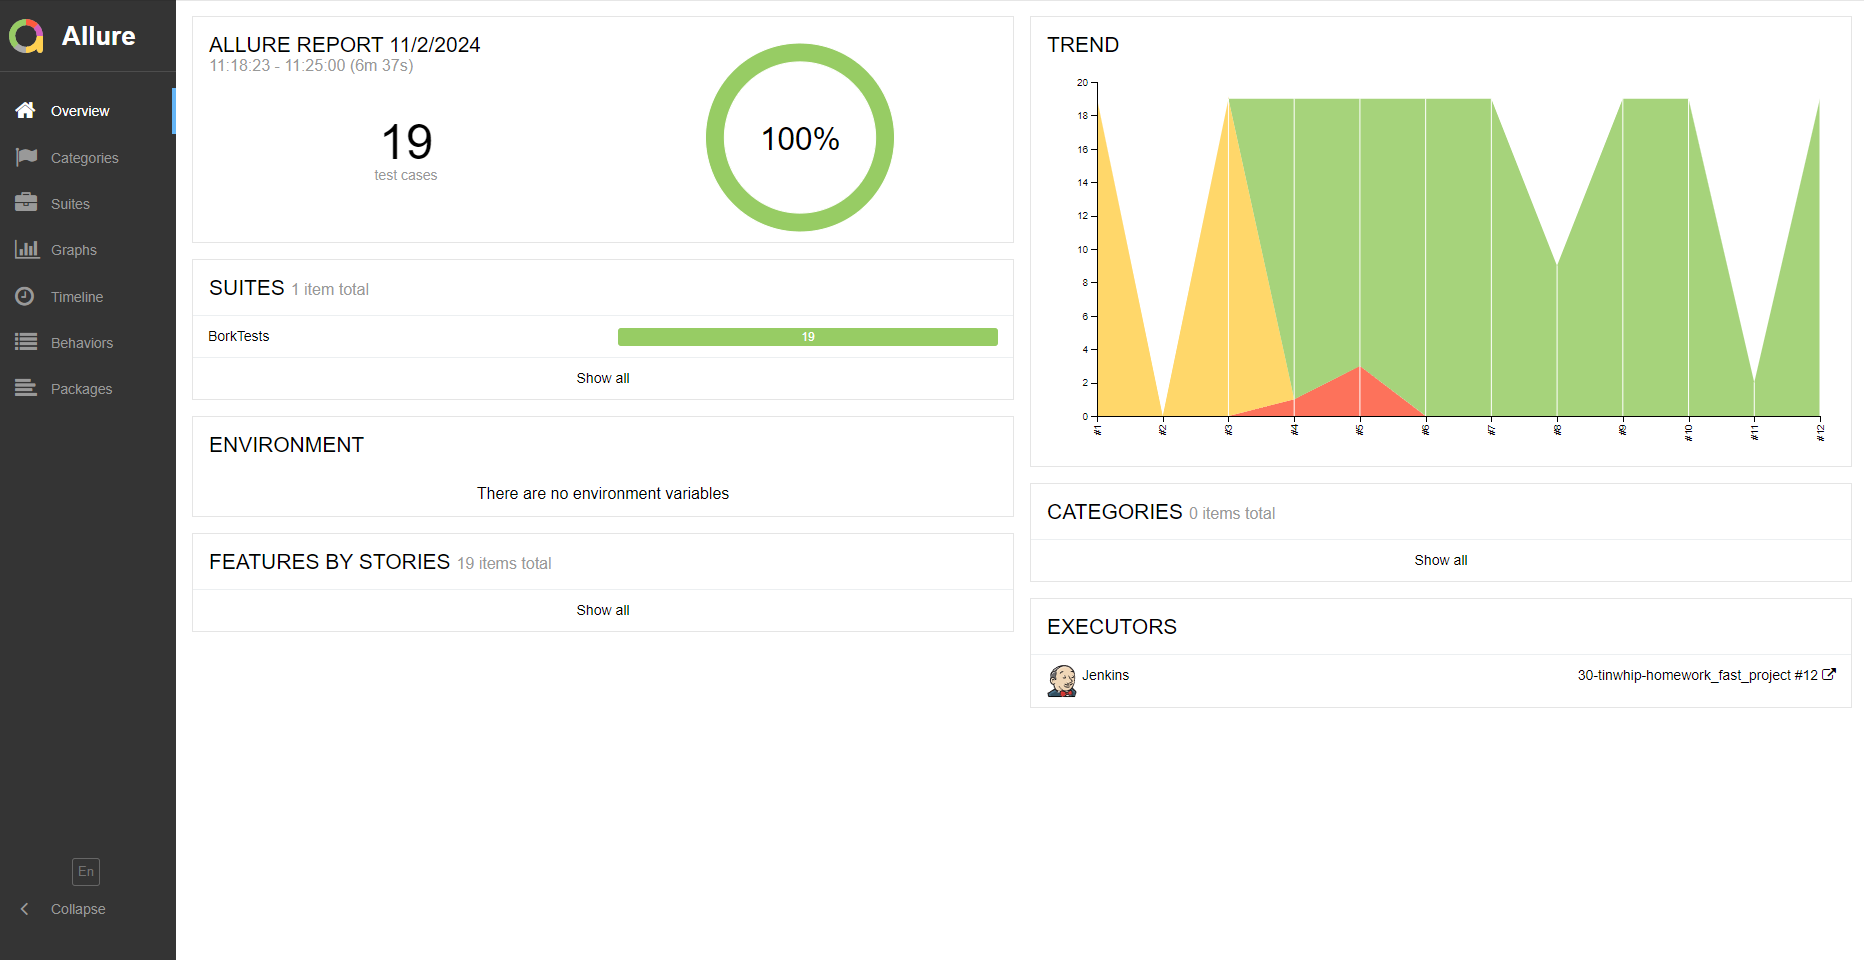 Allure
Overview
Categories
Suites
Graphs
Timeline
Behaviors
Packages
En
Collapse
ALLURE REPORT 11/2/2024
11:18:23 - 11:25:00 (6m 37s)
19
test cases
100%
SUITES 1 item total
BorkTests
19
Show all
ENVIRONMENT
There are no environment variables
FEATURES BY STORIES 19 items total
Show all
TREND
20
18
16
14
12
10
8
6
4
2
0
#1
#2
#3
#4
#5
#6
#7
#8
#9
#10
#11
#12
CATEGORIES 0 items total
Show all
EXECUTORS
Jenkins
30-tinwhip-homework_fast_project #12